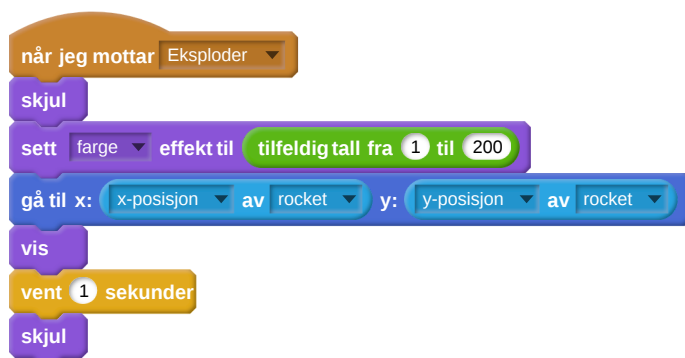 når jeg mottar Eksploder
skjul
sett farge effekt til tilfeldig tall fra 1 til 200
gå til x: x-posisjon av rocket y: y-posisjon av rocket
vis
vent 1 sekunder
skjul